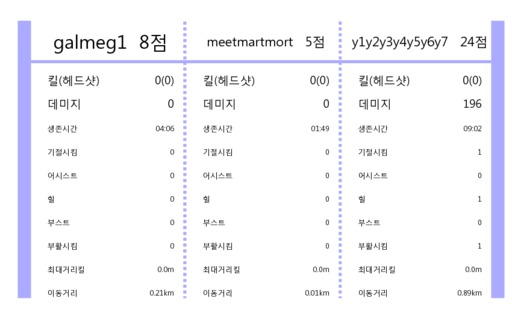 galmeg1 8점 meetmartmort 5점 y1y2y3y4y5y6y7 24점
킬(헤드샷) 0(0) 킬(헤드샷) 0(0) 킬(헤드샷) 0(0)
데미지 0 데미지 0 데미지 196
생존시간 04:06 생존시간 01:49 생존시간 09:02
기절시킴 0 기절시킴 0 기절시킴 1
어시스트 0 어시스트 0 어시스트 0
힐 0 힐 0 힐 1
부스트 0 부스트 0 부스트 0
부활시킴 0 부활시킴 0 부활시킴 1
최대거리킬 0.0m 최대거리킬 0.0m 최대거리킬 0.0m
이동거리 0.21km 이동거리 0.01km 이동거리 0.89km